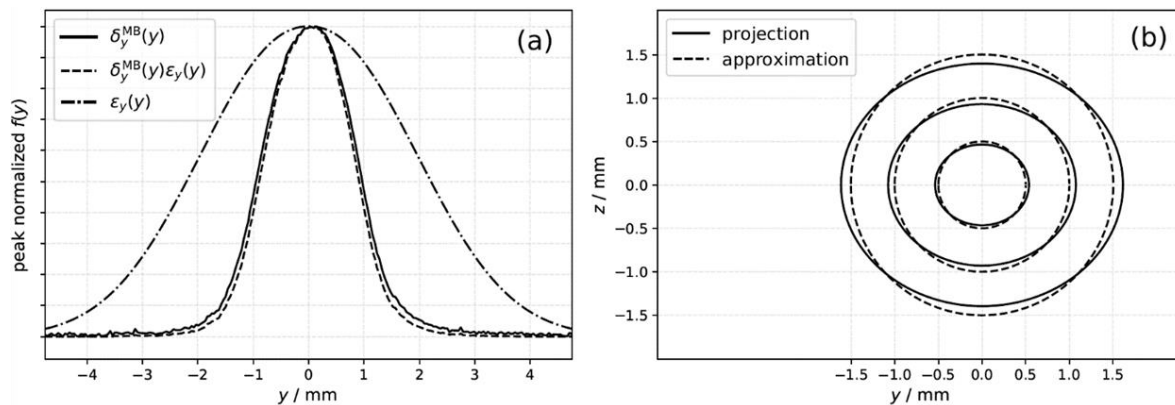 (a)
δ_y^MB(y)
δ_y^MB(y)ε_y(y)
ε_y(y)
peak normalized f(y)
−4 −3 −2 −1 0 1 2 3 4
y / mm
(b)
projection
approximation
1.5
1.0
0.5
0.0
−0.5
−1.0
−1.5
z / mm
−1.5 −1.0 −0.5 0.0 0.5 1.0 1.5
y / mm